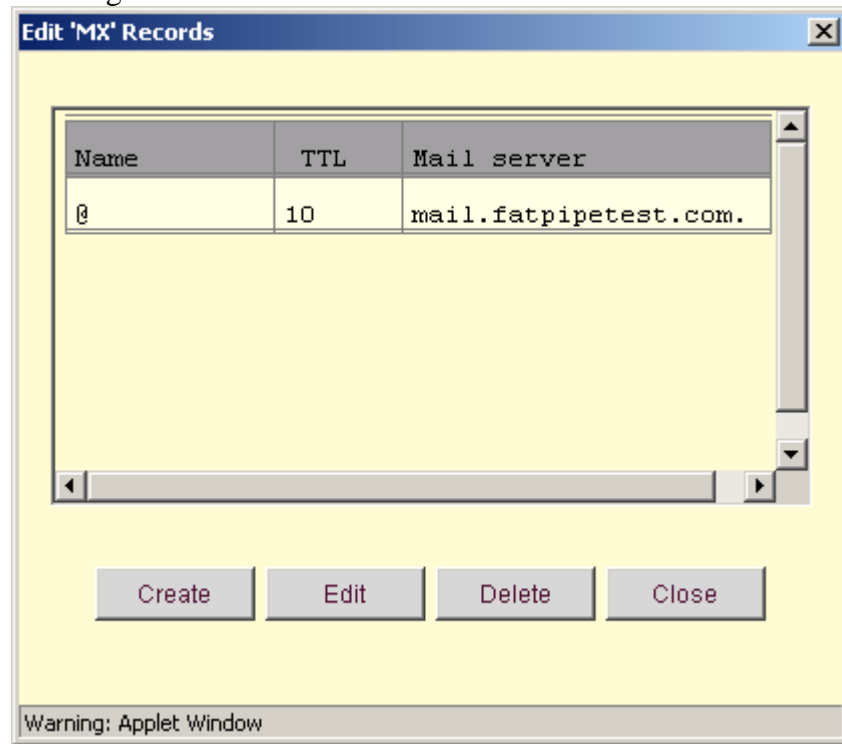 Edit 'MX' Records
Name TTL Mail server
@ 10 mail.fatpipetest.com.
Create Edit Delete Close
Warning: Applet Window